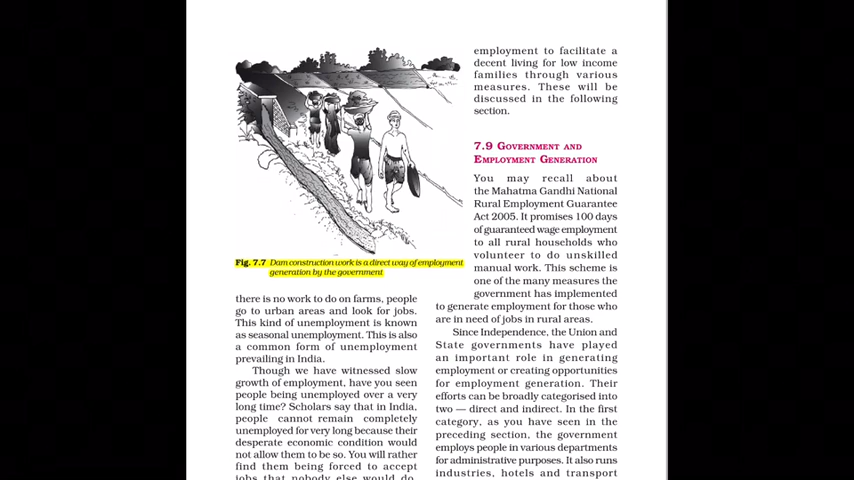 Fig. 7.7 Dam construction work is a direct way of employment
generation by the government
there is no work to do on farms, people
go to urban areas and look for jobs.
This kind of unemployment is known
as seasonal unemployment. This is also
a common form of unemployment
prevailing in India.
Though we have witnessed slow
growth of employment, have you seen
people being unemployed over a very
long time? Scholars say that in India,
people cannot remain completely
unemployed for very long because their
desperate economic condition would
not allow them to be so. You will rather
find them being forced to accept
jobs that nobody else would do,
employment to facilitate a
decent living for low income
families through various
measures. These will be
discussed in the following
section.
7.9 GOVERNMENT AND
EMPLOYMENT GENERATION
You may recall about
the Mahatma Gandhi National
Rural Employment Guarantee
Act 2005. It promises 100 days
of guaranteed wage employment
to all rural households who
volunteer to do unskilled
manual work. This scheme is
one of the many measures the
government has implemented
to generate employment for those who
are in need of jobs in rural areas.
Since Independence, the Union and
State governments have played
an important role in generating
employment or creating opportunities
for employment generation. Their
efforts can be broadly categorised into
two — direct and indirect. In the first
category, as you have seen in the
preceding section, the government
employs people in various departments
for administrative purposes. It also runs
industries, hotels and transport